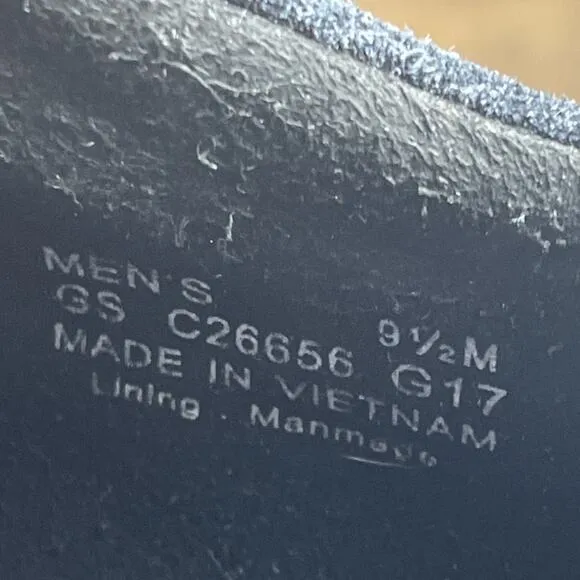 MEN'S 9½M
GS C26656 G17
MADE IN VIETNAM
Lining . Manmade